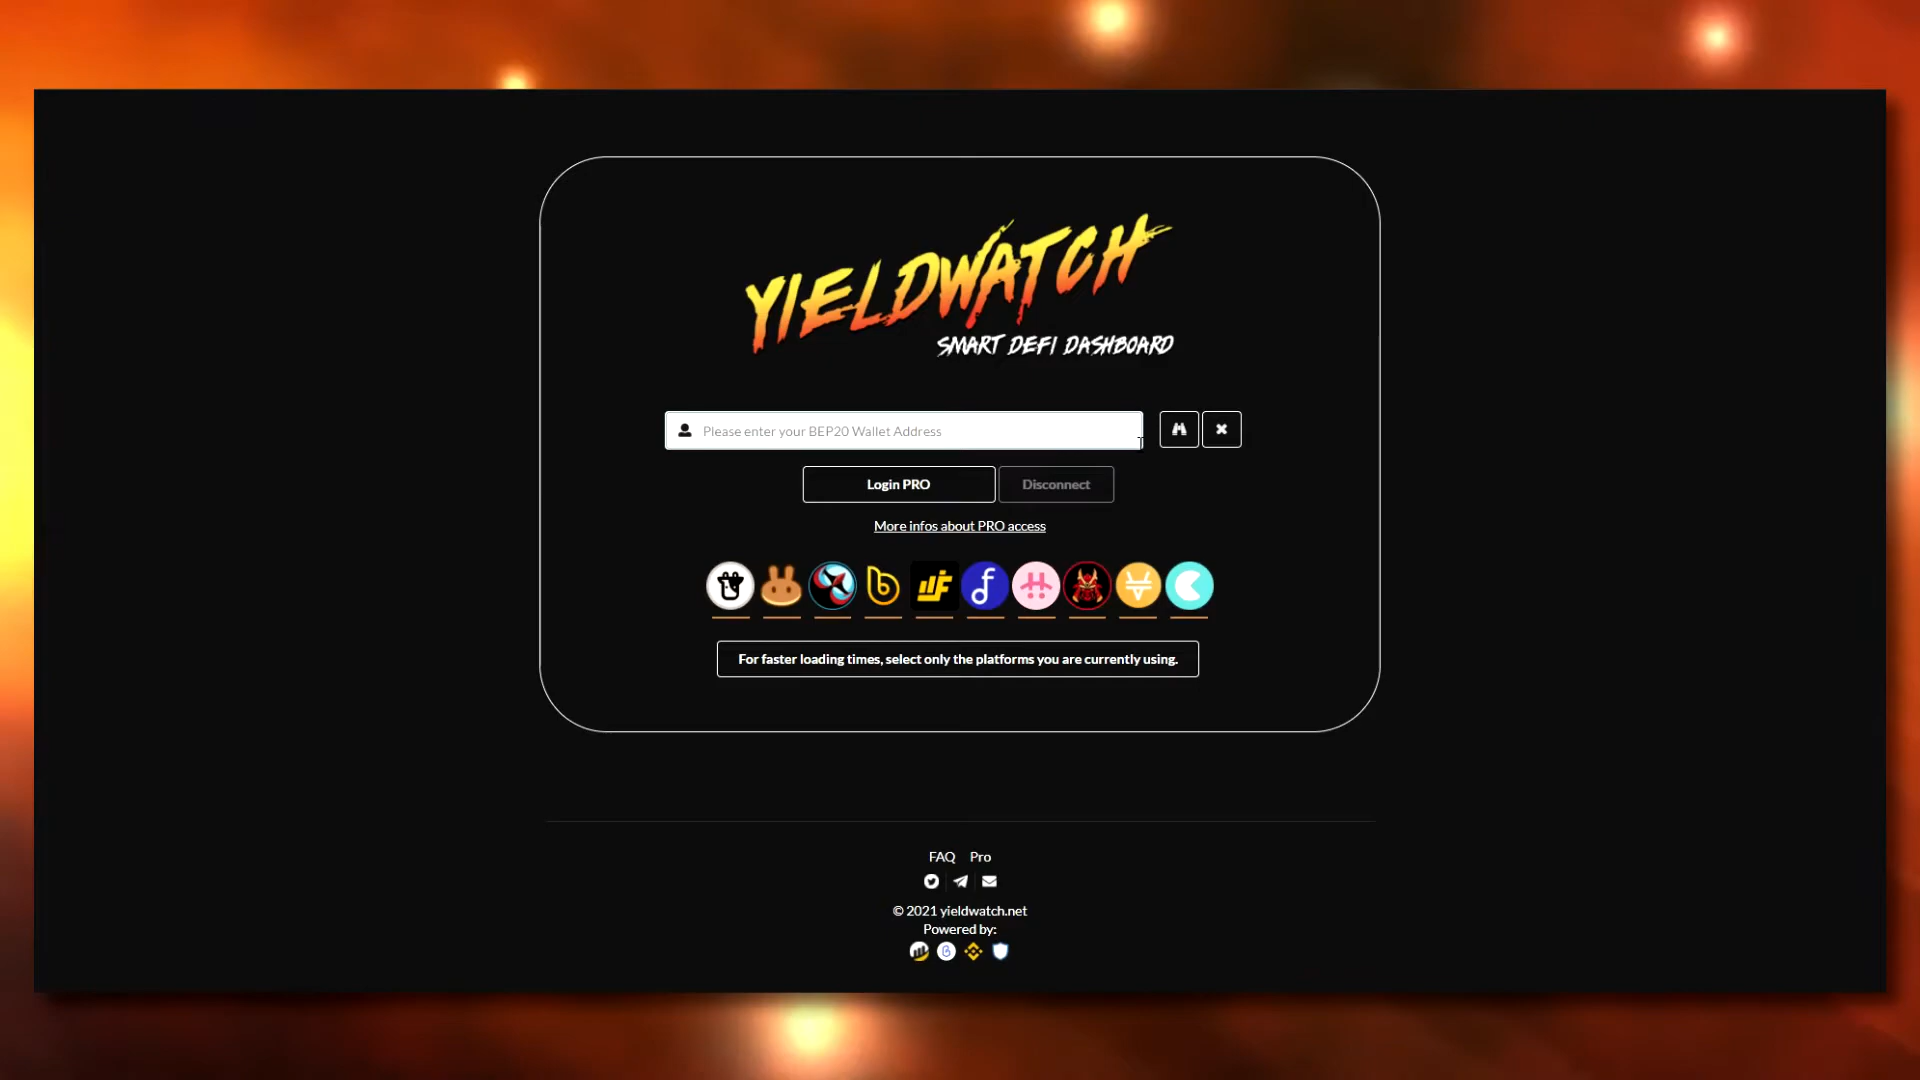 YIELDWATCH
SMART DEFI DASHBOARD
Please enter your BEP20 Wallet Address
Login PRO
Disconnect
More infos about PRO access
For faster loading times, select only the platforms you are currently using.
FAQ Pro
© 2021 yieldwatch.net
Powered by: